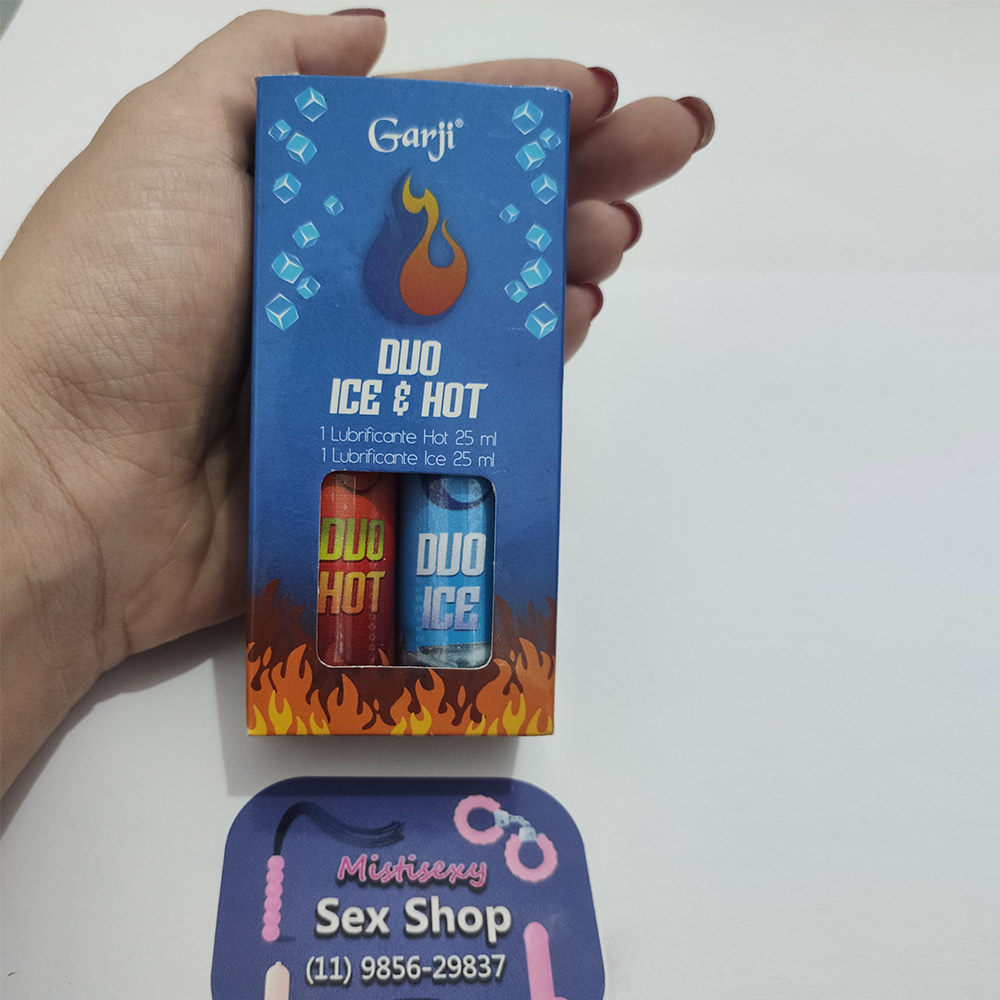 Garji®
DUO
ICE & HOT
1 Lubrificante Hot 25 ml
1 Lubrificante Ice 25 ml
DUO
HOT
DUO
ICE
Mistisexy
Sex Shop
(11) 9856-29837